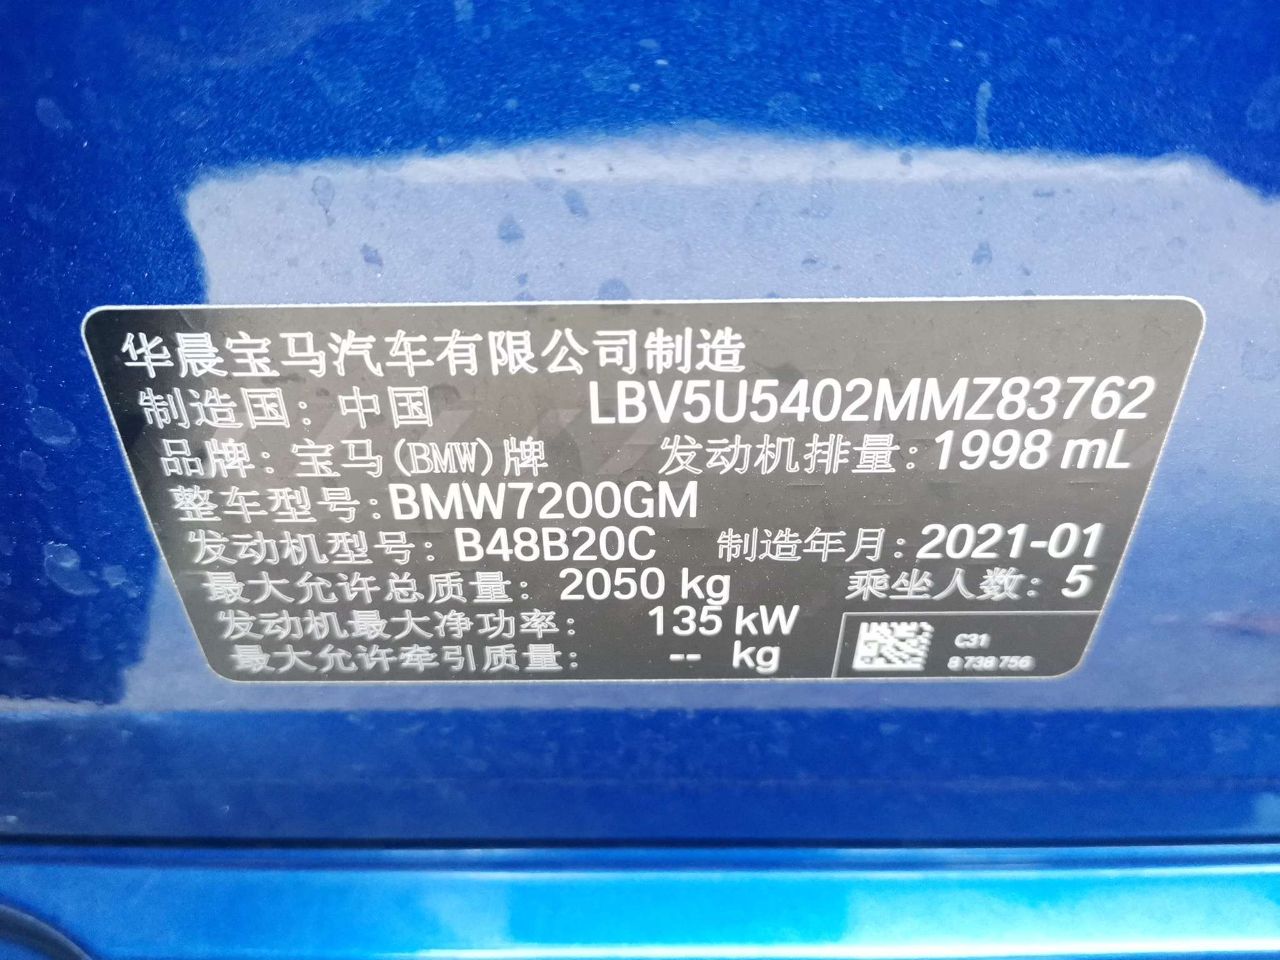 华晨宝马汽车有限公司制造
制造国：中国 LBV5U5402MMZ83762
品牌：宝马(BMW)牌 发动机排量：1998 mL
整车型号：BMW7200GM
发动机型号：B48B20C 制造年月：2021-01
最大允许总质量：2050 kg 乘坐人数：5
发动机最大净功率： 135 kW
最大允许牵引质量： -- kg
C31
8 738 756